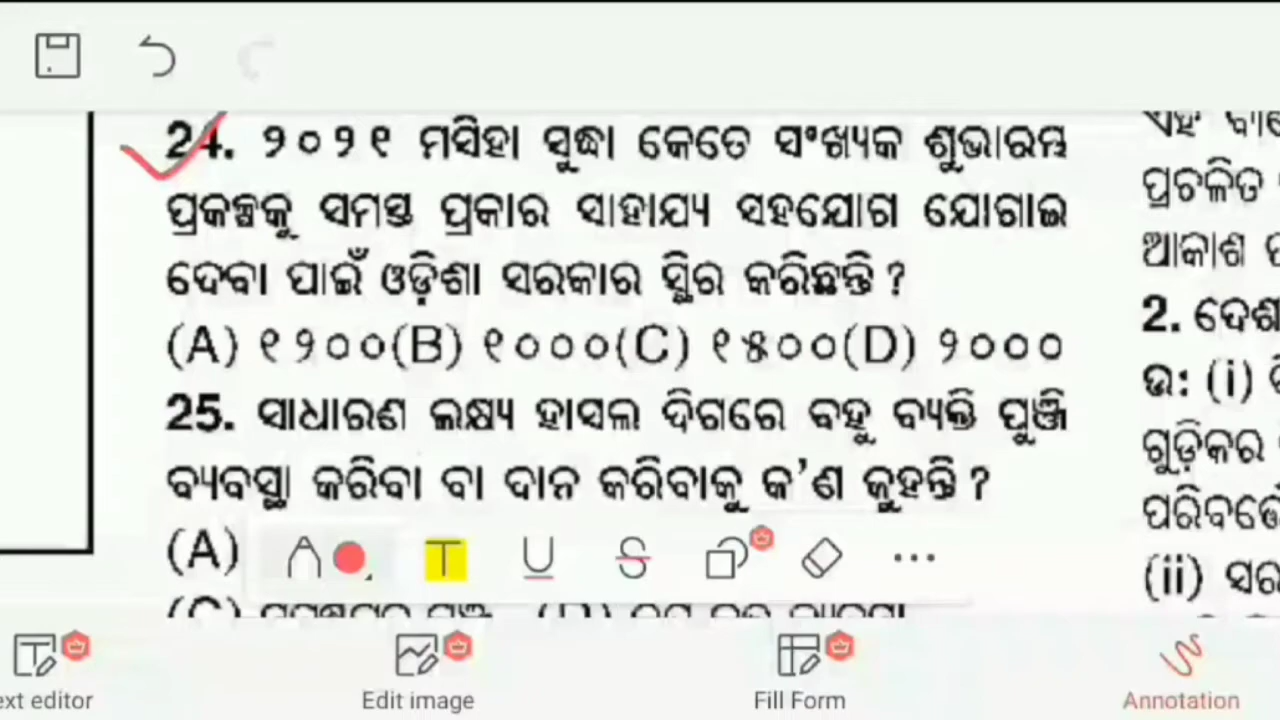 24. ୨୦୨୧ ମସିହା ସୁଦ୍ଧା କେତେ ସଂଖ୍ୟକ ଶୁଭାରମ୍ଭ
ପ୍ରକଳ୍ପକୁ ସମସ୍ତ ପ୍ରକାର ସାହାଯ୍ୟ ସହଯୋଗ ଯୋଗାଇ
ଦେବା ପାଇଁ ଓଡ଼ିଶା ସରକାର ସ୍ଥିର କରିଛନ୍ତି ?
(A) ୧୨୦୦(B) ୧୦୦୦(C) ୧୫୦୦(D) ୨୦୦୦
25. ସାଧାରଣ ଲକ୍ଷ୍ୟ ହାସଲ ଦିଗରେ ବହୁ ବ୍ୟକ୍ତି ପୁଞ୍ଜି
ବ୍ୟବସ୍ଥା କରିବା ବା ଦାନ କରିବାକୁ କ'ଣ କୁହନ୍ତି ?
(A)
ପ୍ରଚଳିତ
ଆକାଶ
2. ଦେଶ
ଉ: (i)
ଗୁଡ଼ିକର
(ii) ସର
ext editor
Edit image
Fill Form
Annotation